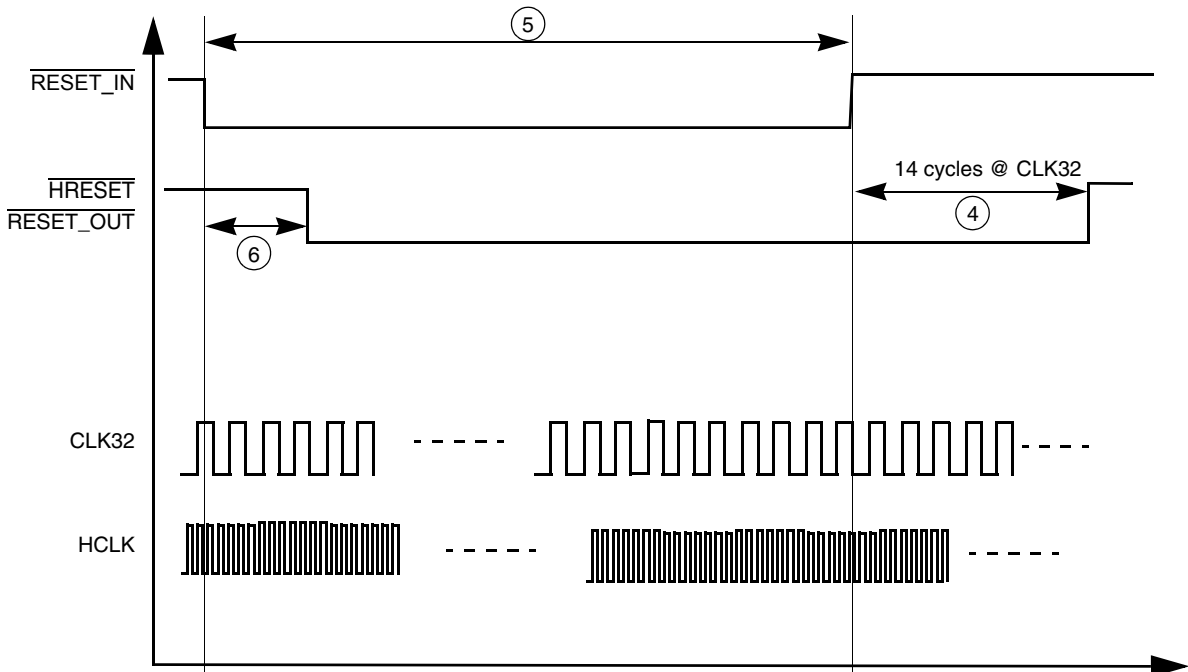 5
RESET_IN
14 cycles @ CLK32
HRESET
RESET_OUT
4
6
CLK32
HCLK